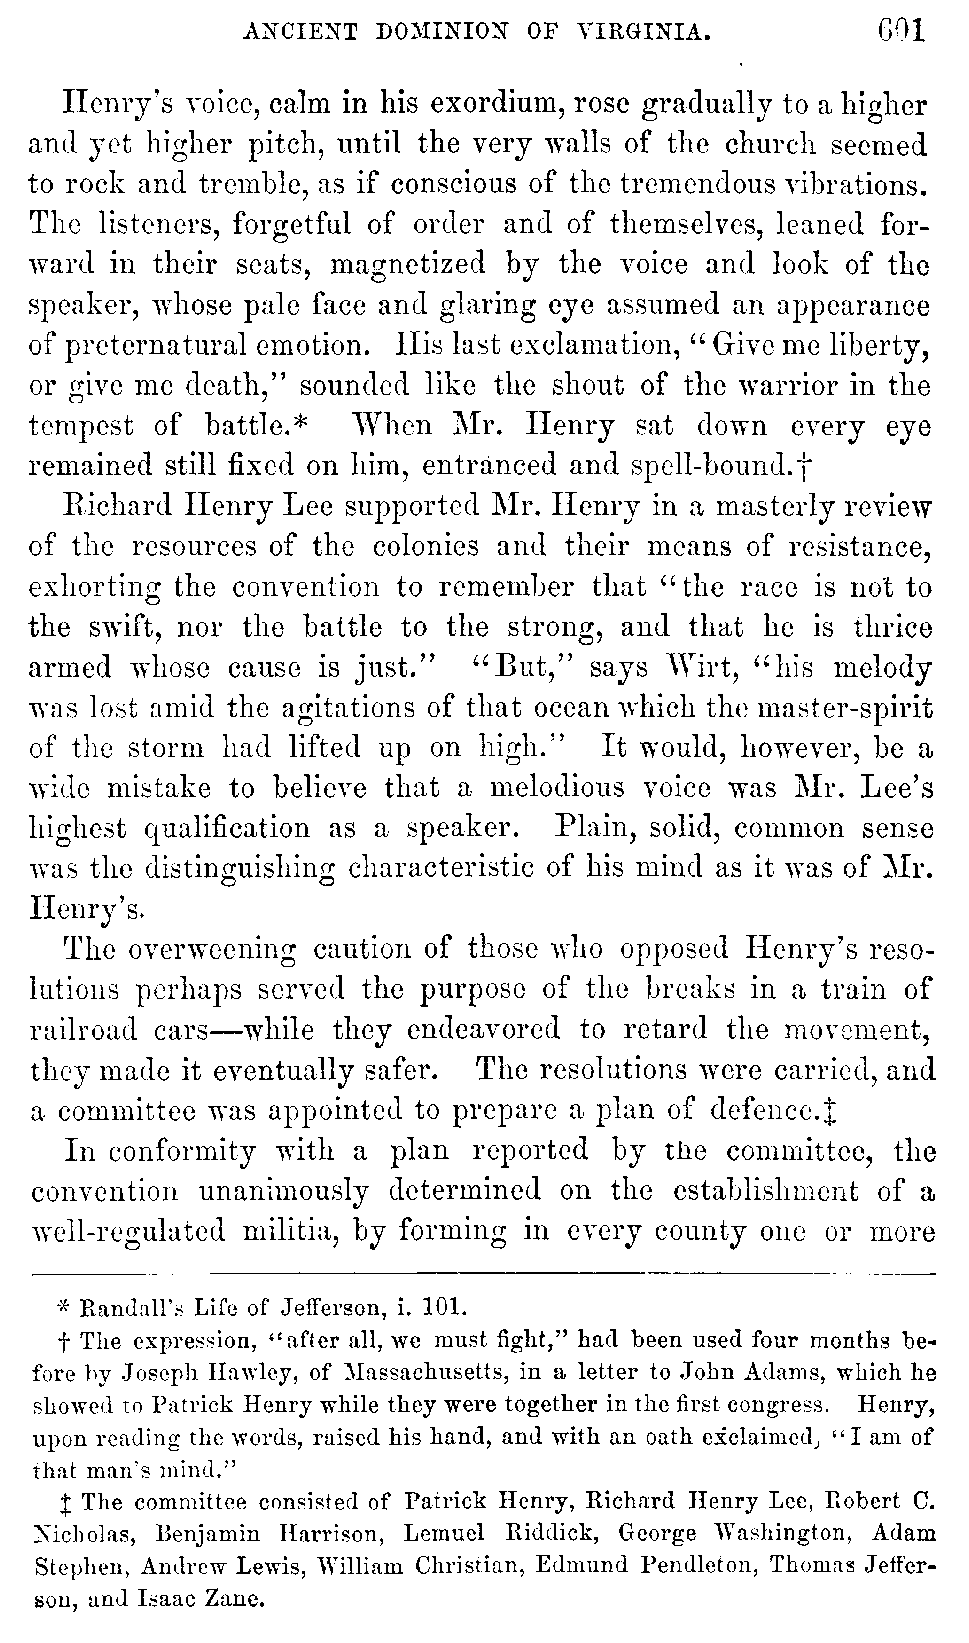 ANCIENT DOMINION OF VIRGINIA. 601
Henry's voice, calm in his exordium, rose gradually to a higher
and yet higher pitch, until the very walls of the church seemed
to rock and tremble, as if conscious of the tremendous vibrations.
The listeners, forgetful of order and of themselves, leaned for-
ward in their seats, magnetized by the voice and look of the
speaker, whose pale face and glaring eye assumed an appearance
of preternatural emotion. His last exclamation, "Give me liberty,
or give me death," sounded like the shout of the warrior in the
tempest of battle.* When Mr. Henry sat down every eye
remained still fixed on him, entranced and spell-bound.†
Richard Henry Lee supported Mr. Henry in a masterly review
of the resources of the colonies and their means of resistance,
exhorting the convention to remember that "the race is not to
the swift, nor the battle to the strong, and that he is thrice
armed whose cause is just." "But," says Wirt, "his melody
was lost amid the agitations of that ocean which the master-spirit
of the storm had lifted up on high." It would, however, be a
wide mistake to believe that a melodious voice was Mr. Lee's
highest qualification as a speaker. Plain, solid, common sense
was the distinguishing characteristic of his mind as it was of Mr.
Henry's.
The overweening caution of those who opposed Henry's reso-
lutions perhaps served the purpose of the breaks in a train of
railroad cars—while they endeavored to retard the movement,
they made it eventually safer. The resolutions were carried, and
a committee was appointed to prepare a plan of defence.‡
In conformity with a plan reported by the committee, the
convention unanimously determined on the establishment of a
well-regulated militia, by forming in every county one or more
* Randall's Life of Jefferson, i. 101.
† The expression, "after all, we must fight," had been used four months be-
fore by Joseph Hawley, of Massachusetts, in a letter to John Adams, which he
showed to Patrick Henry while they were together in the first congress. Henry,
upon reading the words, raised his hand, and with an oath exclaimed, "I am of
that man's mind."
‡ The committee consisted of Patrick Henry, Richard Henry Lee, Robert C.
Nicholas, Benjamin Harrison, Lemuel Riddick, George Washington, Adam
Stephen, Andrew Lewis, William Christian, Edmund Pendleton, Thomas Jeffer-
son, and Isaac Zane.